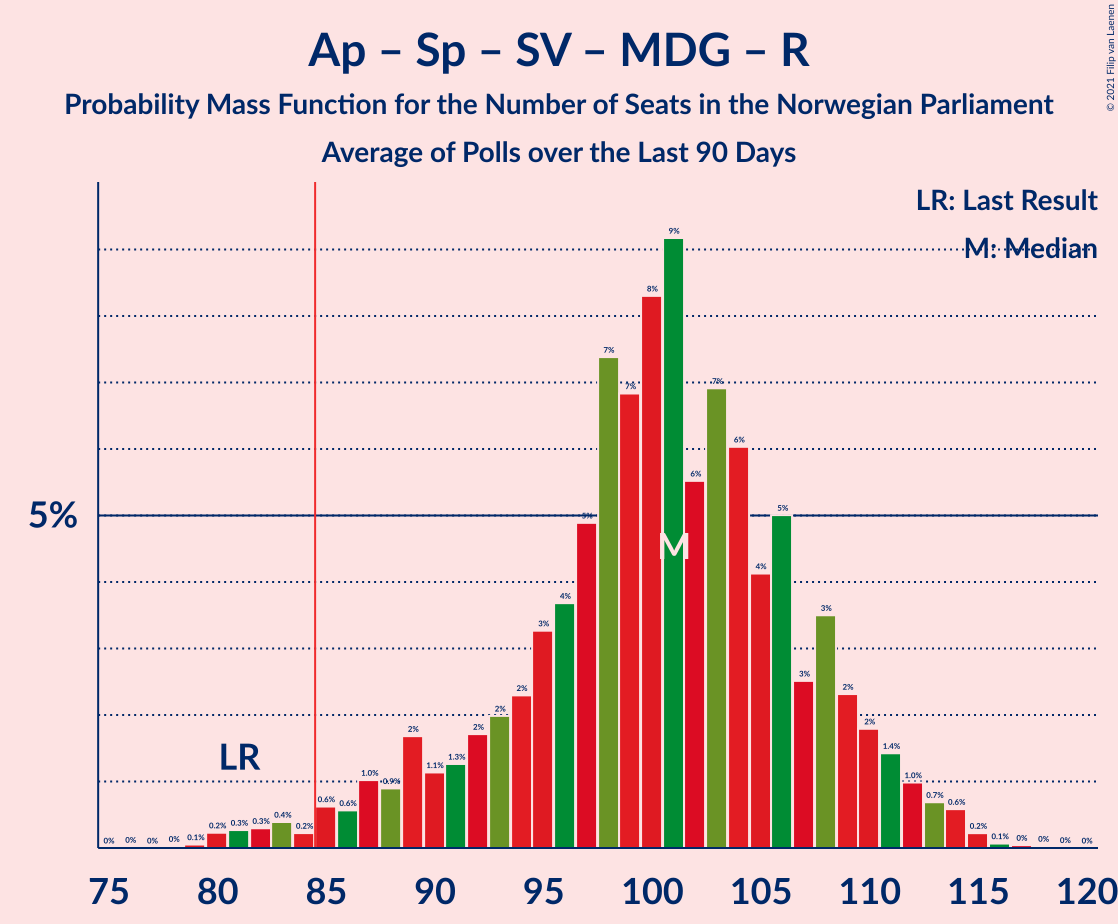 Ap – Sp – SV – MDG – R
Probability Mass Function for the Number of Seats in the Norwegian Parliament
Average of Polls over the Last 90 Days
© 2021 Filip van Laenen
LR: Last Result
M: Median
5%
LR
M
0% 0% 0% 0% 0.1% 0.2% 0.3% 0.3% 0.4% 0.2% 0.6% 0.6% 1.0% 0.9% 2% 1.1% 1.3% 2% 2% 2% 3% 4% 5% 7% 7% 8% 9% 6% 7% 6% 4% 5% 3% 3% 2% 2% 1.4% 1.0% 0.7% 0.6% 0.2% 0.1% 0% 0% 0% 0%
75 80 85 90 95 100 105 110 115 120